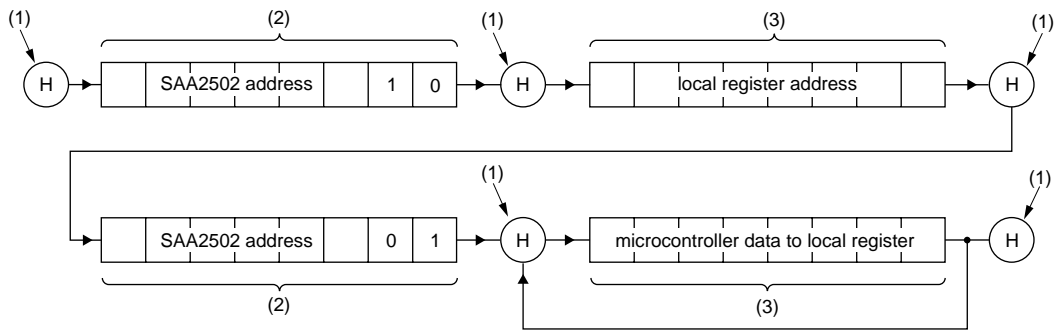 (1) (2) (1) (3) (1)
H SAA2502 address 1 0 H local register address H
(1) (1)
SAA2502 address 0 1 H microcontroller data to local register H
(2) (3)